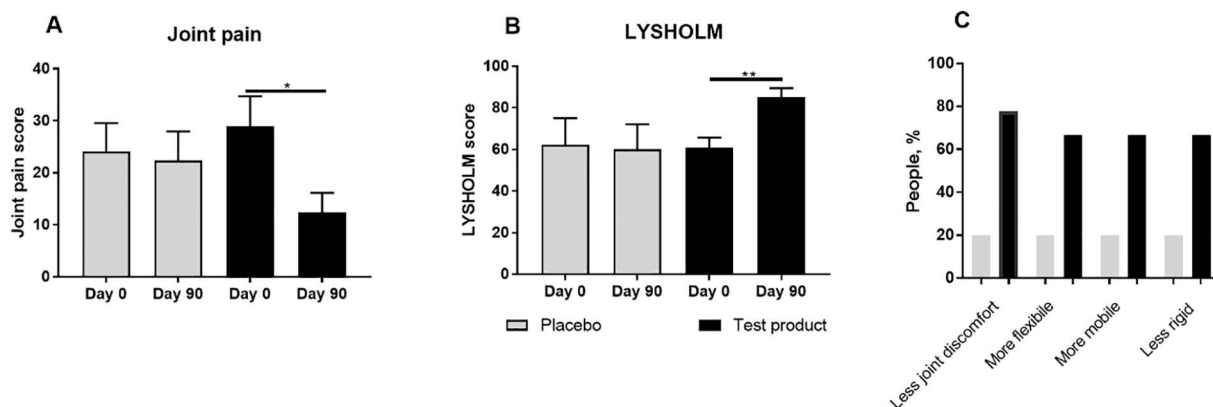 A
Joint pain
Joint pain score
40
30
20
10
0
*
Day 0 Day 90 Day 0 Day 90
B
LYSHOLM
LYSHOLM score
100
80
60
40
20
0
**
Day 0 Day 90 Day 0 Day 90
Placebo Test product
C
People, %
100
80
60
40
20
0
Less joint discomfort
More flexibile
More mobile
Less rigid